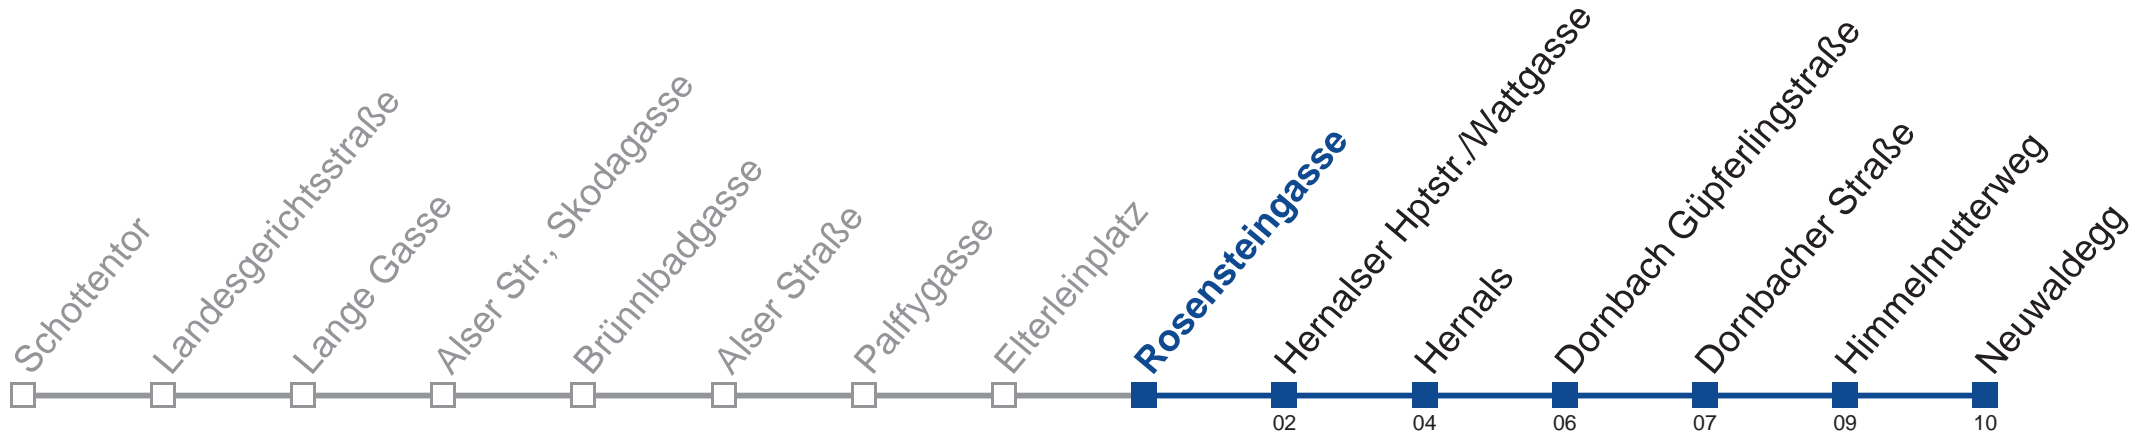 Schottentor
Landesgerichtsstraße
Lange Gasse
Alser Str., Skodagasse
Brünnlbadgasse
Alser Straße
Palffygasse
Elterleinplatz
Rosensteingasse
Hernalser Hptstr./Wattgasse
Hernals
Dornbach Güpferlingstraße
Dornbacher Straße
Himmelmutterweg
Neuwaldegg
02 04 06 07 09 10